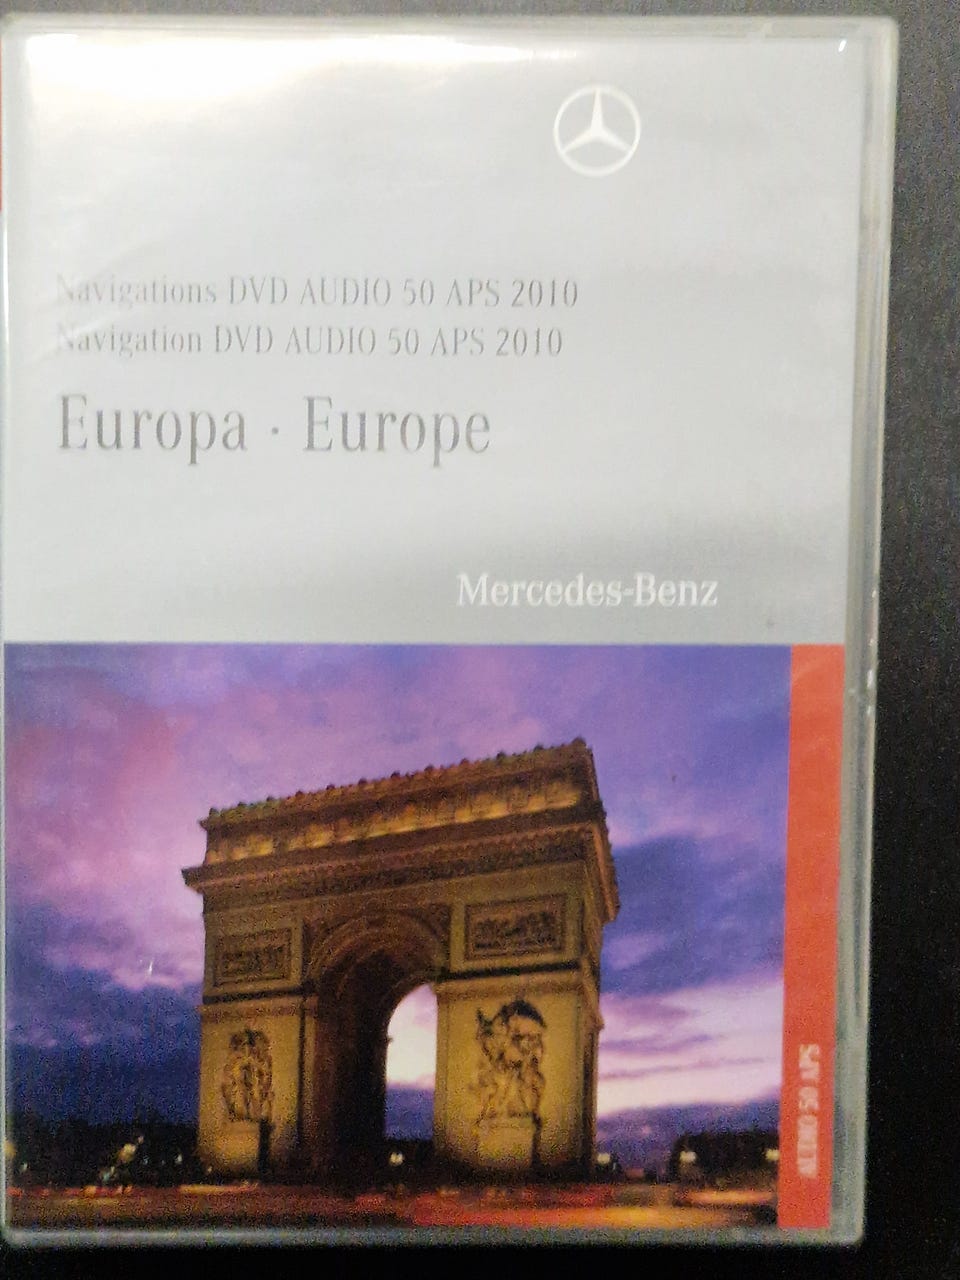 Navigations DVD AUDIO 50 APS 2010
Navigation DVD AUDIO 50 APS 2010
Europa · Europe
Mercedes-Benz
AUDIO 50 APS